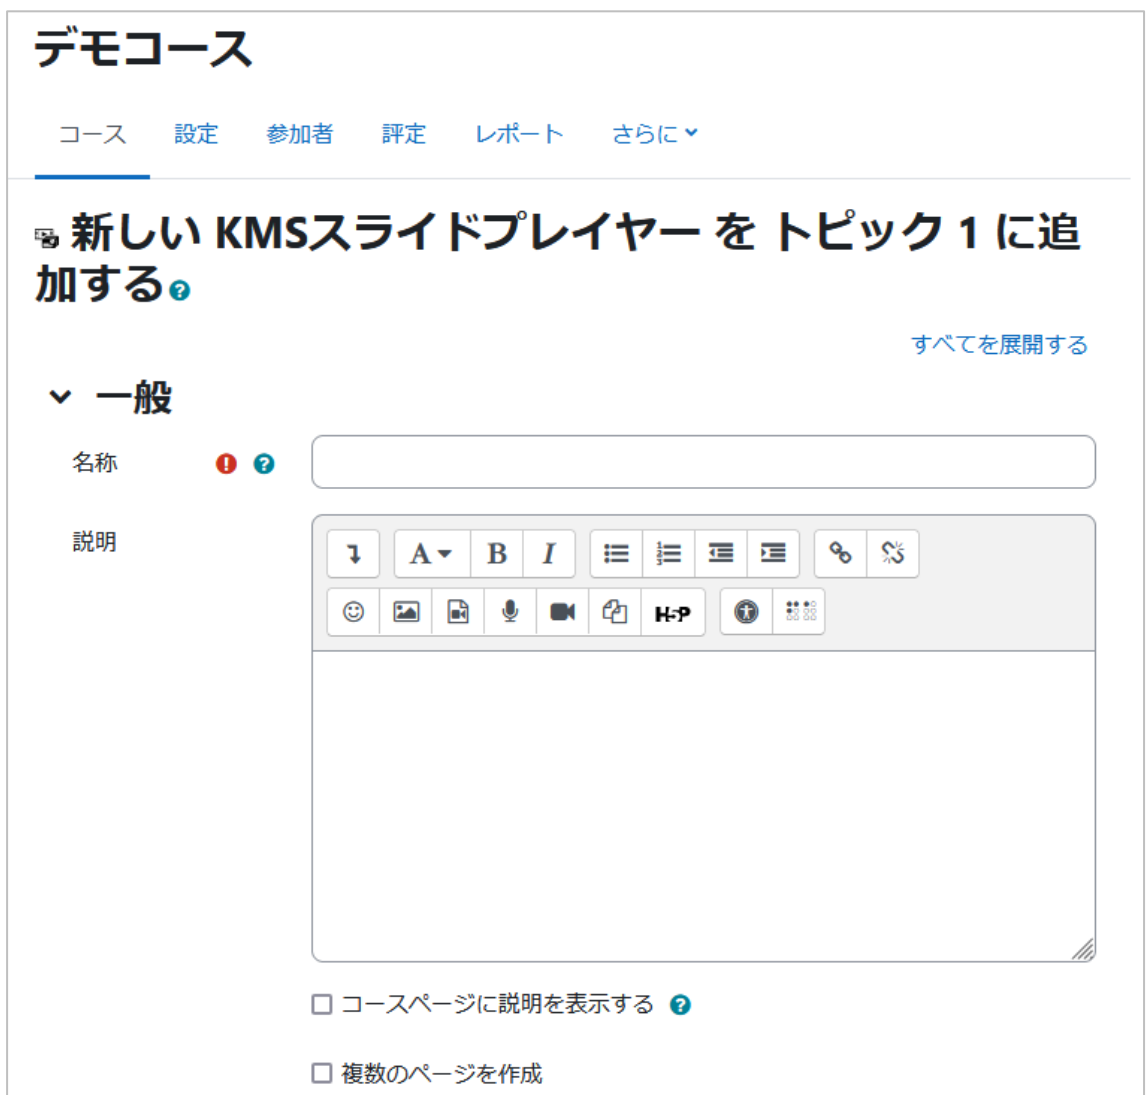 デモコース
コース 設定 参加者 評定 レポート さらに
新しい KMSスライドプレイヤー を トピック 1 に追
加する
すべてを展開する
一般
名称
説明
A B I
H5P
コースページに説明を表示する
複数のページを作成